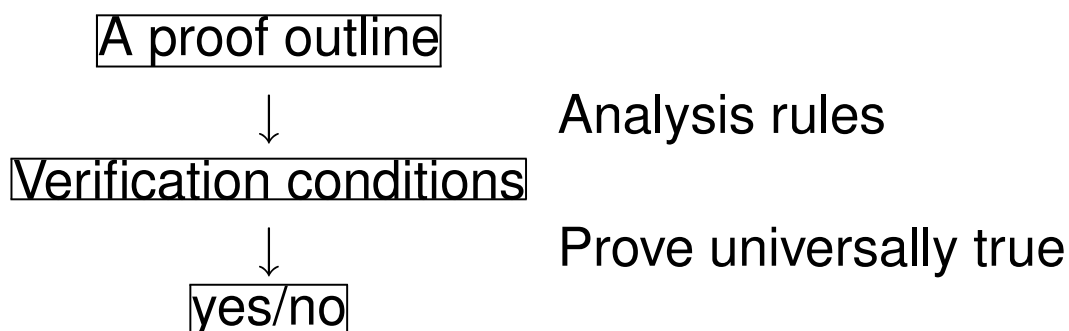 A proof outline
↓
Analysis rules
Verification conditions
↓
Prove universally true
yes/no